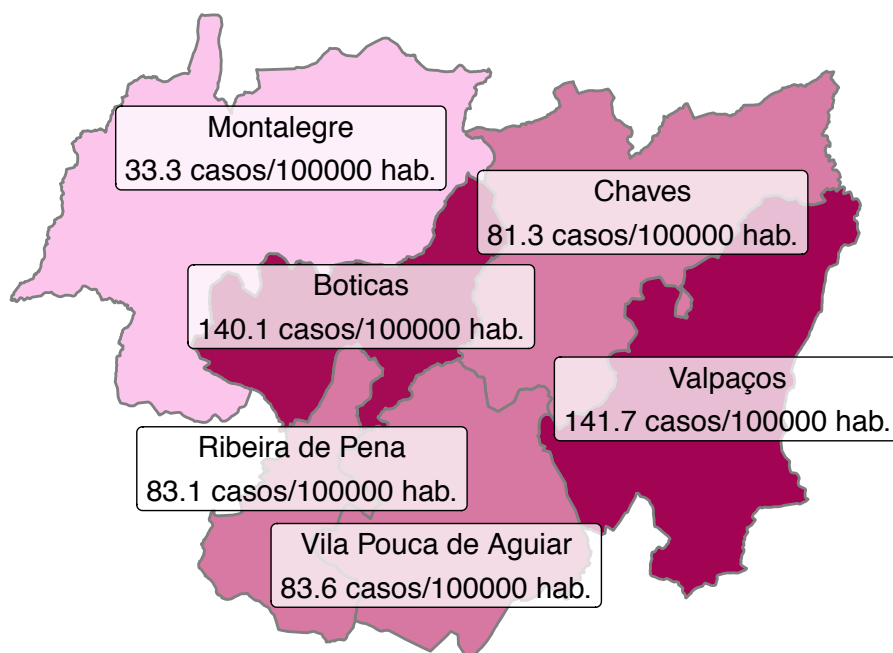 Montalegre
33.3 casos/100000 hab.
Chaves
81.3 casos/100000 hab.
Boticas
140.1 casos/100000 hab.
Valpaços
141.7 casos/100000 hab.
Ribeira de Pena
83.1 casos/100000 hab.
Vila Pouca de Aguiar
83.6 casos/100000 hab.